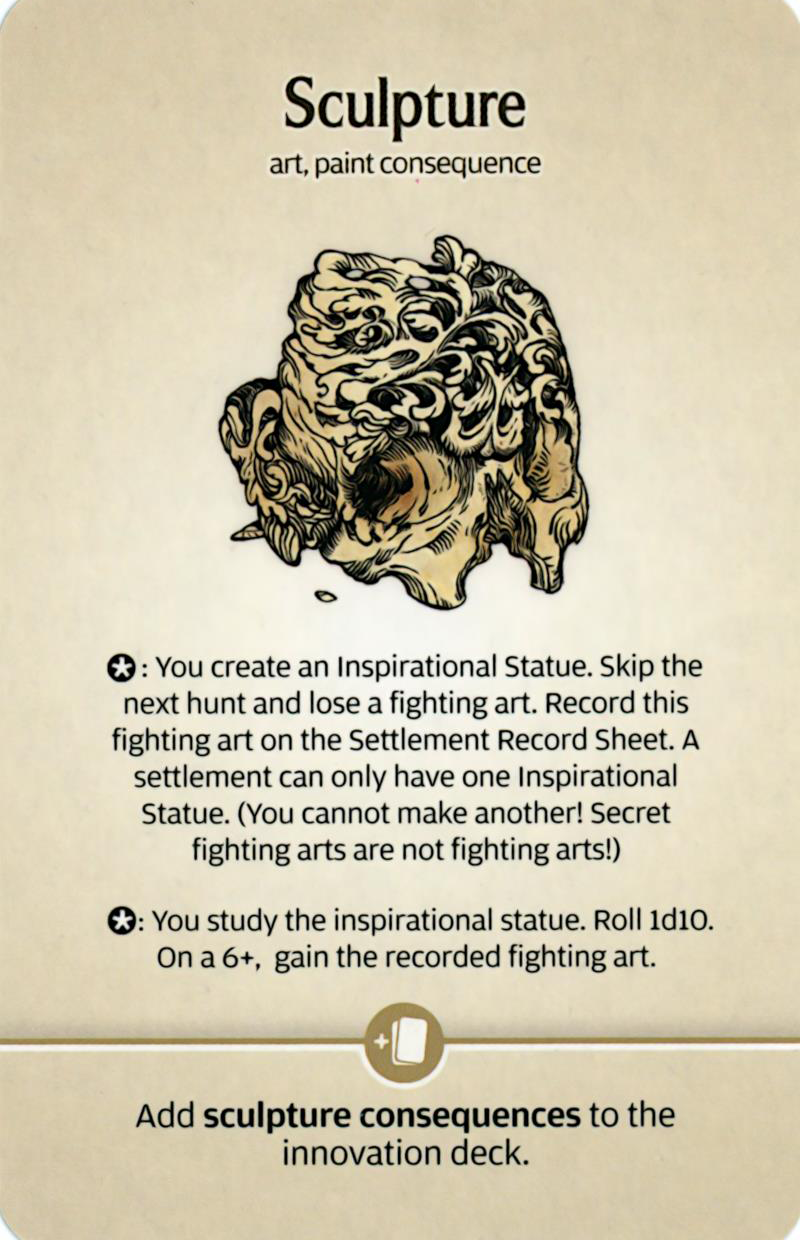 Sculpture
art, paint consequence
: You create an Inspirational Statue. Skip the
next hunt and lose a fighting art. Record this
fighting art on the Settlement Record Sheet. A
settlement can only have one Inspirational
Statue. (You cannot make another! Secret
fighting arts are not fighting arts!)
: You study the inspirational statue. Roll 1d10.
On a 6+, gain the recorded fighting art.
+
Add sculpture consequences to the
innovation deck.